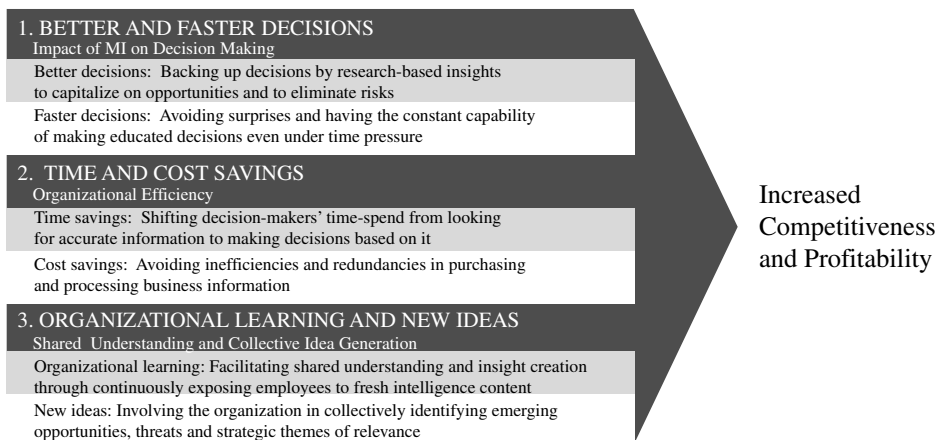 1. BETTER AND FASTER DECISIONS
Impact of MI on Decision Making
Better decisions: Backing up decisions by research-based insights
to capitalize on opportunities and to eliminate risks
Faster decisions: Avoiding surprises and having the constant capability
of making educated decisions even under time pressure
2. TIME AND COST SAVINGS
Organizational Efficiency
Time savings: Shifting decision-makers’ time-spend from looking
for accurate information to making decisions based on it
Cost savings: Avoiding inefficiencies and redundancies in purchasing
and processing business information
3. ORGANIZATIONAL LEARNING AND NEW IDEAS
Shared Understanding and Collective Idea Generation
Organizational learning: Facilitating shared understanding and insight creation
through continuously exposing employees to fresh intelligence content
New ideas: Involving the organization in collectively identifying emerging
opportunities, threats and strategic themes of relevance
Increased
Competitiveness
and Profitability